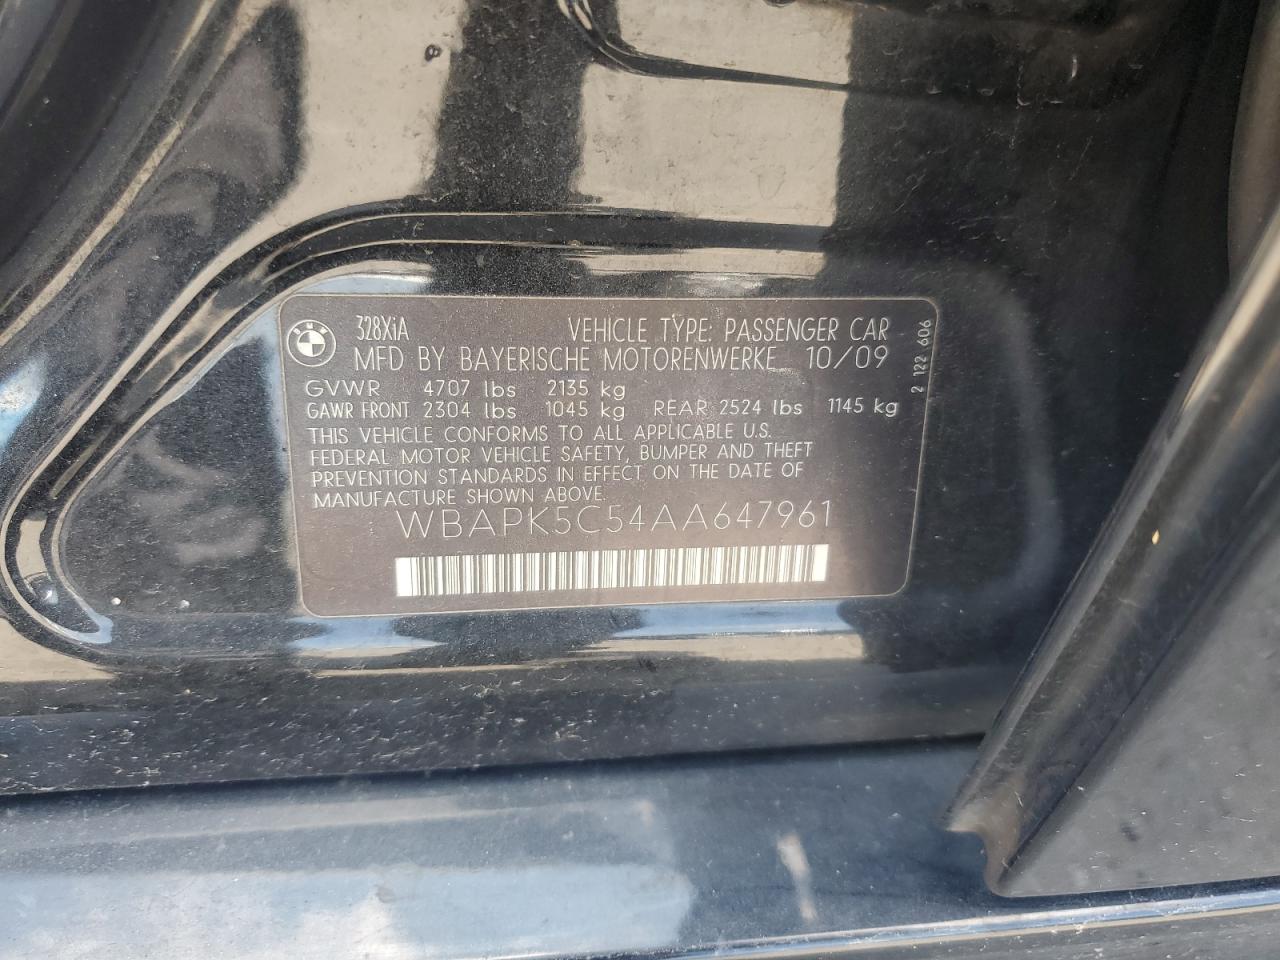 328XiA VEHICLE TYPE: PASSENGER CAR
MFD BY BAYERISCHE MOTORENWERKE 10/09
GVWR 4707 lbs 2135 kg
GAWR FRONT 2304 lbs 1045 kg REAR 2524 lbs 1145 kg
THIS VEHICLE CONFORMS TO ALL APPLICABLE U.S.
FEDERAL MOTOR VEHICLE SAFETY, BUMPER AND THEFT
PREVENTION STANDARDS IN EFFECT ON THE DATE OF
MANUFACTURE SHOWN ABOVE.
WBAPK5C54AA647961
2 122 606
BMW